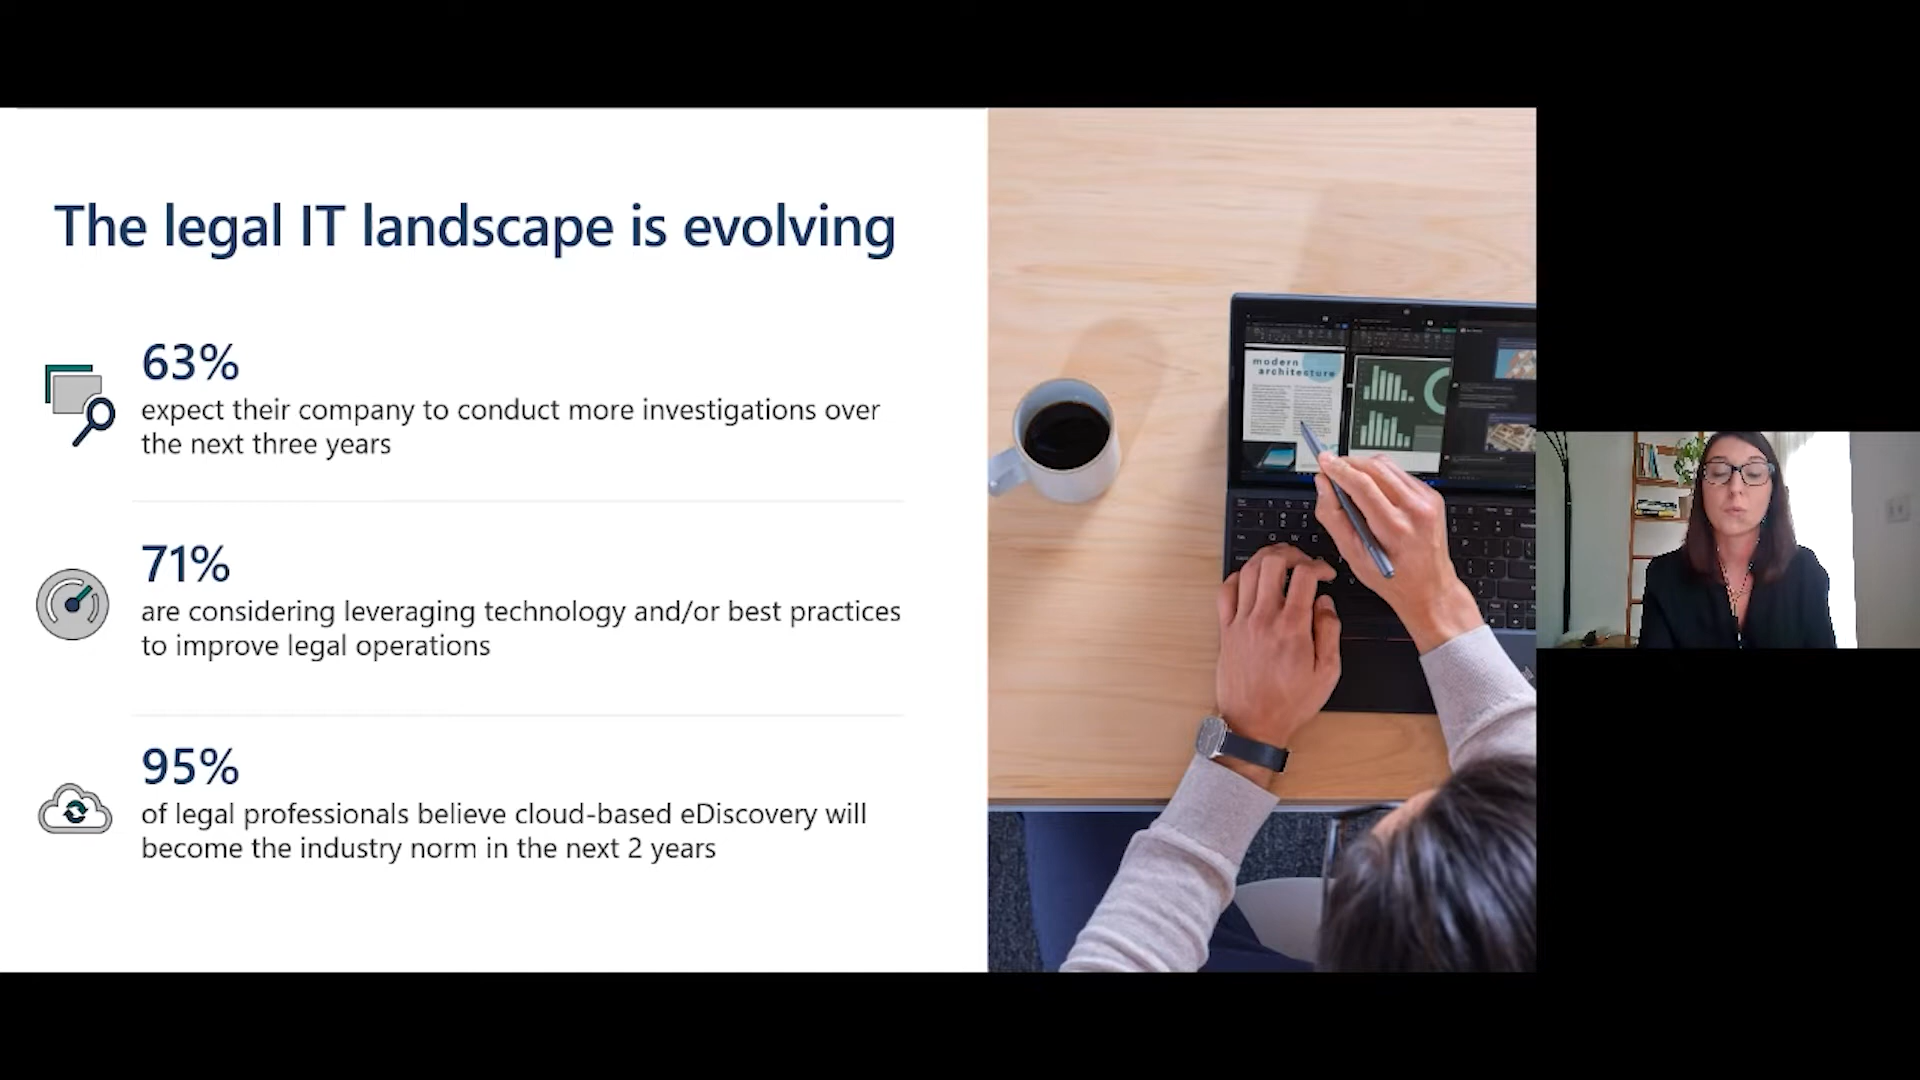 The legal IT landscape is evolving
63%
expect their company to conduct more investigations over
the next three years
71%
are considering leveraging technology and/or best practices
to improve legal operations
95%
of legal professionals believe cloud-based eDiscovery will
become the industry norm in the next 2 years
modern
architecture